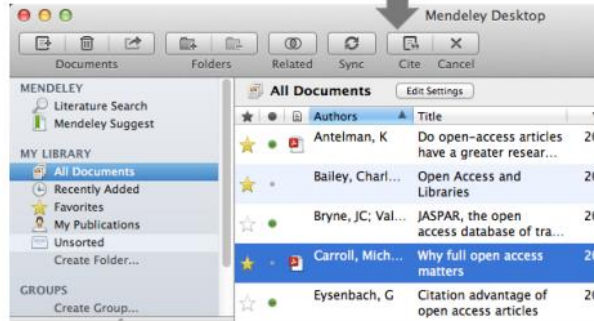 Mendeley Desktop
Documents Folders Related Sync Cite Cancel
MENDELEY
Literature Search
Mendeley Suggest
MY LIBRARY
All Documents
Recently Added
Favorites
My Publications
Unsorted
Create Folder...
GROUPS
Create Group...
All Documents Edit Settings
Authors Title
Antelman, K Do open-access articles
have a greater resear...
Bailey, Charl... Open Access and
Libraries
Bryne, JC; Val... JASPAR, the open
access database of tra...
Carroll, Mich... Why full open access
matters
Eysenbach, G Citation advantage of
open access articles